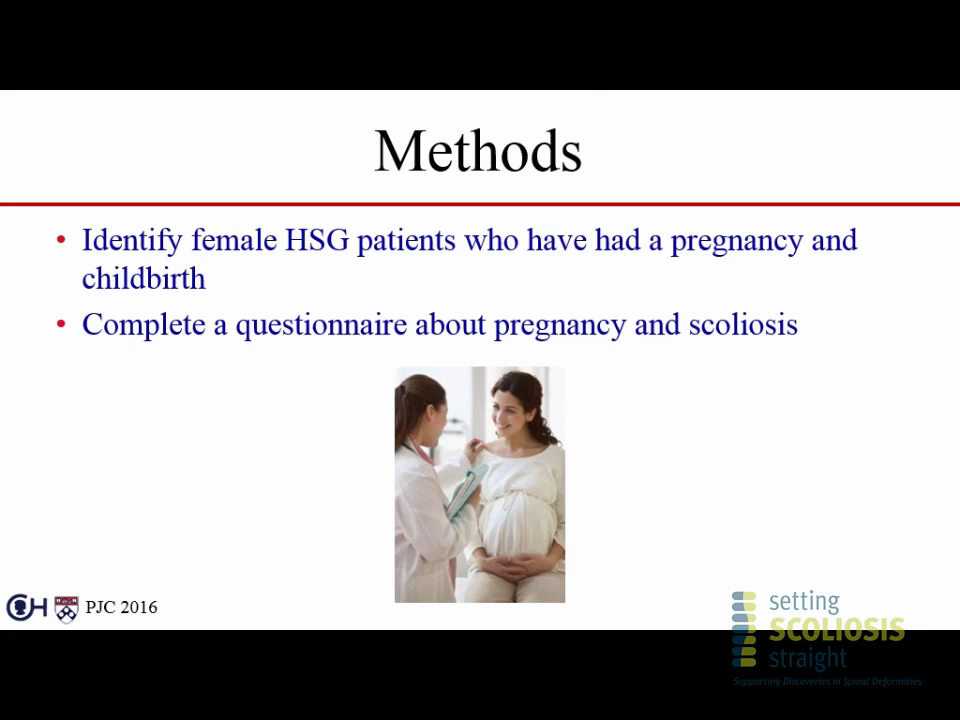 Methods
• Identify female HSG patients who have had a pregnancy and
childbirth
• Complete a questionnaire about pregnancy and scoliosis
CH PJC 2016
setting
SCOLIOSIS
straight
Supporting Discoveries in Spinal Deformities